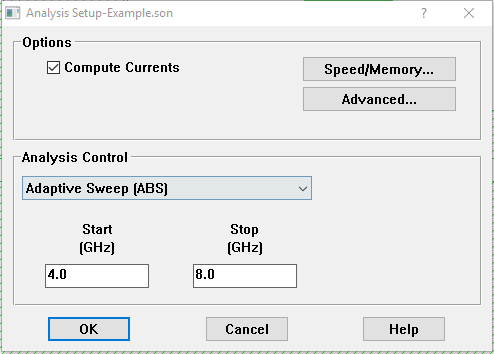 Analysis Setup-Example.son
?
Options
Compute Currents
Speed/Memory...
Advanced...
Analysis Control
Adaptive Sweep (ABS)
Start
(GHz)
Stop
(GHz)
4.0
8.0
OK
Cancel
Help